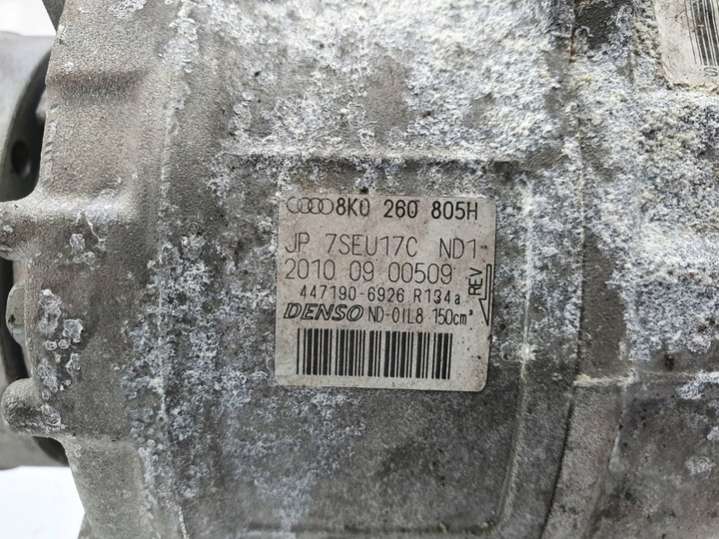 8K0 260 805H
JP 7SEU17C ND1
2010 09 00509
447190-6926 R134a
REV
DENSO ND-OIL8 150cm³